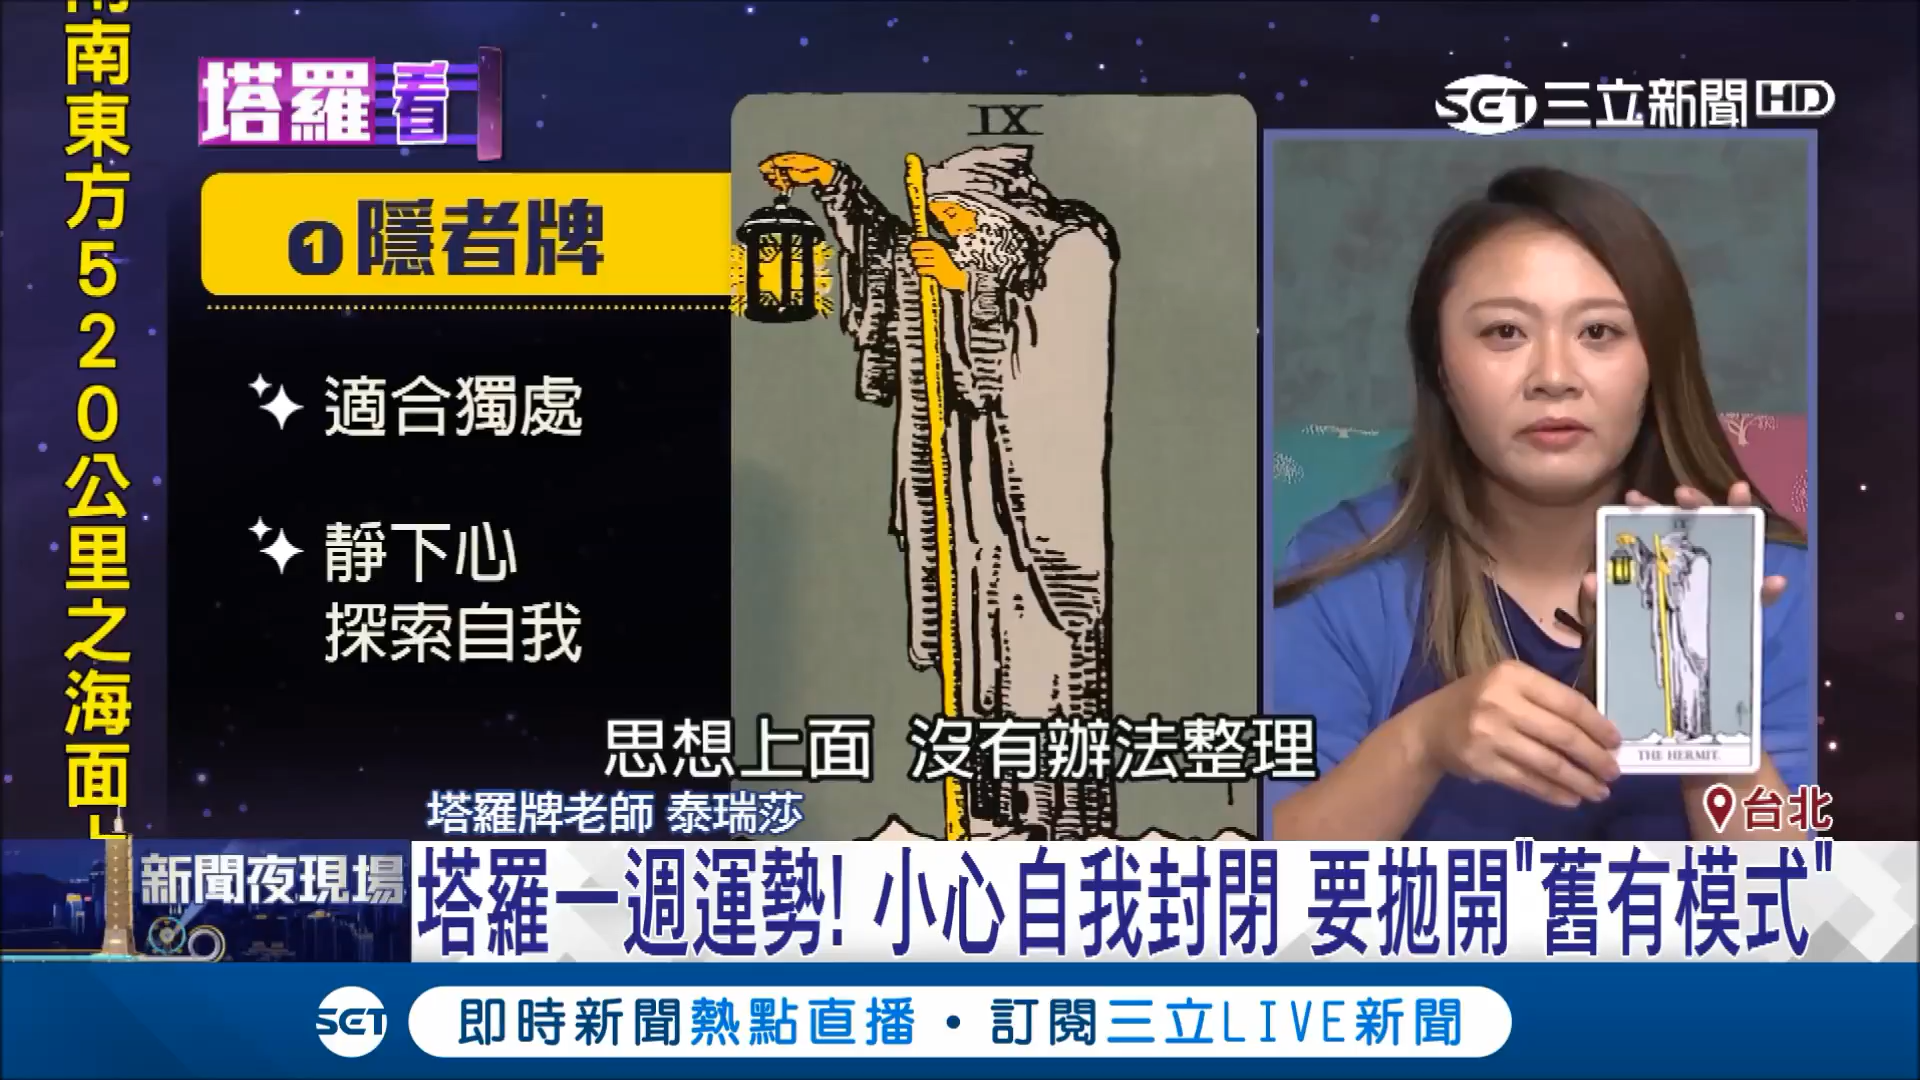 南東方520公里之海面上
塔羅看
SET三立新聞HD
1隱者牌
IX
適合獨處
靜下心
探索自我
THE HERMIT.
思想上面 沒有辦法整理
塔羅牌老師 泰瑞莎
台北
新聞夜現場
塔羅一週運勢! 小心自我封閉 要拋開"舊有模式"
SET
即時新聞熱點直播・訂閱三立LIVE新聞